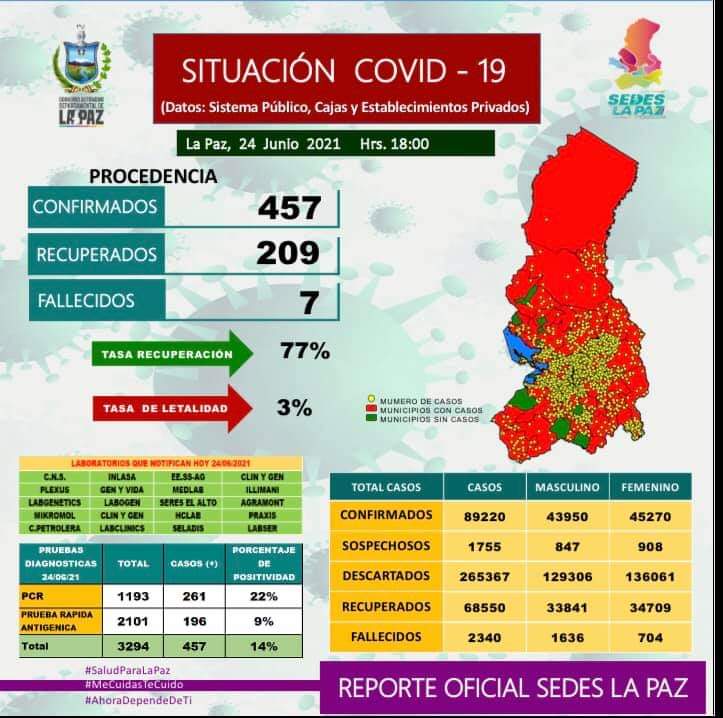 GOBIERNO AUTÓNOMO
DEPARTAMENTAL DE
LA PAZ
SITUACIÓN COVID - 19
(Datos: Sistema Público, Cajas y Establecimientos Privados)
SEDES
LA PAZ
La Paz, 24 Junio 2021 Hrs. 18:00
PROCEDENCIA
CONFIRMADOS 457
RECUPERADOS 209
FALLECIDOS 7
TASA RECUPERACIÓN 77%
TASA DE LETALIDAD 3%
MUMERO DE CASOS
MUNICIPIOS CON CASOS
MUNICIPIOS SIN CASOS
LABORATORIOS QUE NOTIFICAN HOY 24/06/2021
C.N.S. INLASA EE.SS-AG CLIN Y GEN
PLEXUS GEN Y VIDA MEDLAB ILLIMANI
LABGENETICS LABOGEN SERES EL ALTO AGRAMONT
MIKROMOL CLIN Y GEN HCLAB PRAXIS
C.PETROLERA LABCLINICS SELADIS LABSER
PRUEBAS DIAGNOSTICAS 24/06/21 TOTAL CASOS (+) PORCENTAJE DE POSITIVIDAD
PCR 1193 261 22%
PRUEBA RAPIDA ANTIGENICA 2101 196 9%
Total 3294 457 14%
TOTAL CASOS CASOS MASCULINO FEMENINO
CONFIRMADOS 89220 43950 45270
SOSPECHOSOS 1755 847 908
DESCARTADOS 265367 129306 136061
RECUPERADOS 68550 33841 34709
FALLECIDOS 2340 1636 704
#SaludParaLaPaz
#MeCuidasTeCuido
#AhoraDependeDeTi
REPORTE OFICIAL SEDES LA PAZ